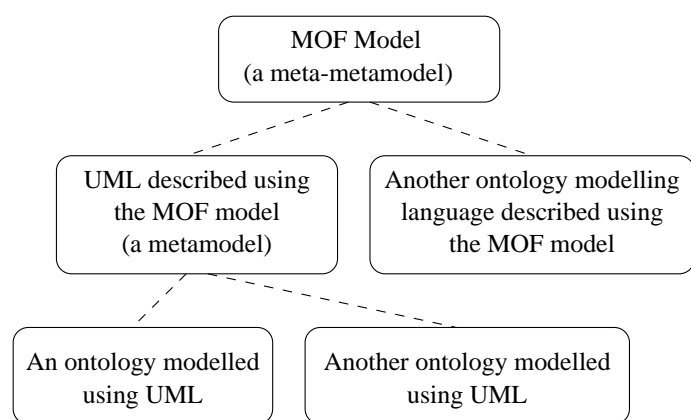 MOF Model
(a meta-metamodel)
UML described using
the MOF model
(a metamodel)
Another ontology modelling
language described using
the MOF model
An ontology modelled
using UML
Another ontology modelled
using UML